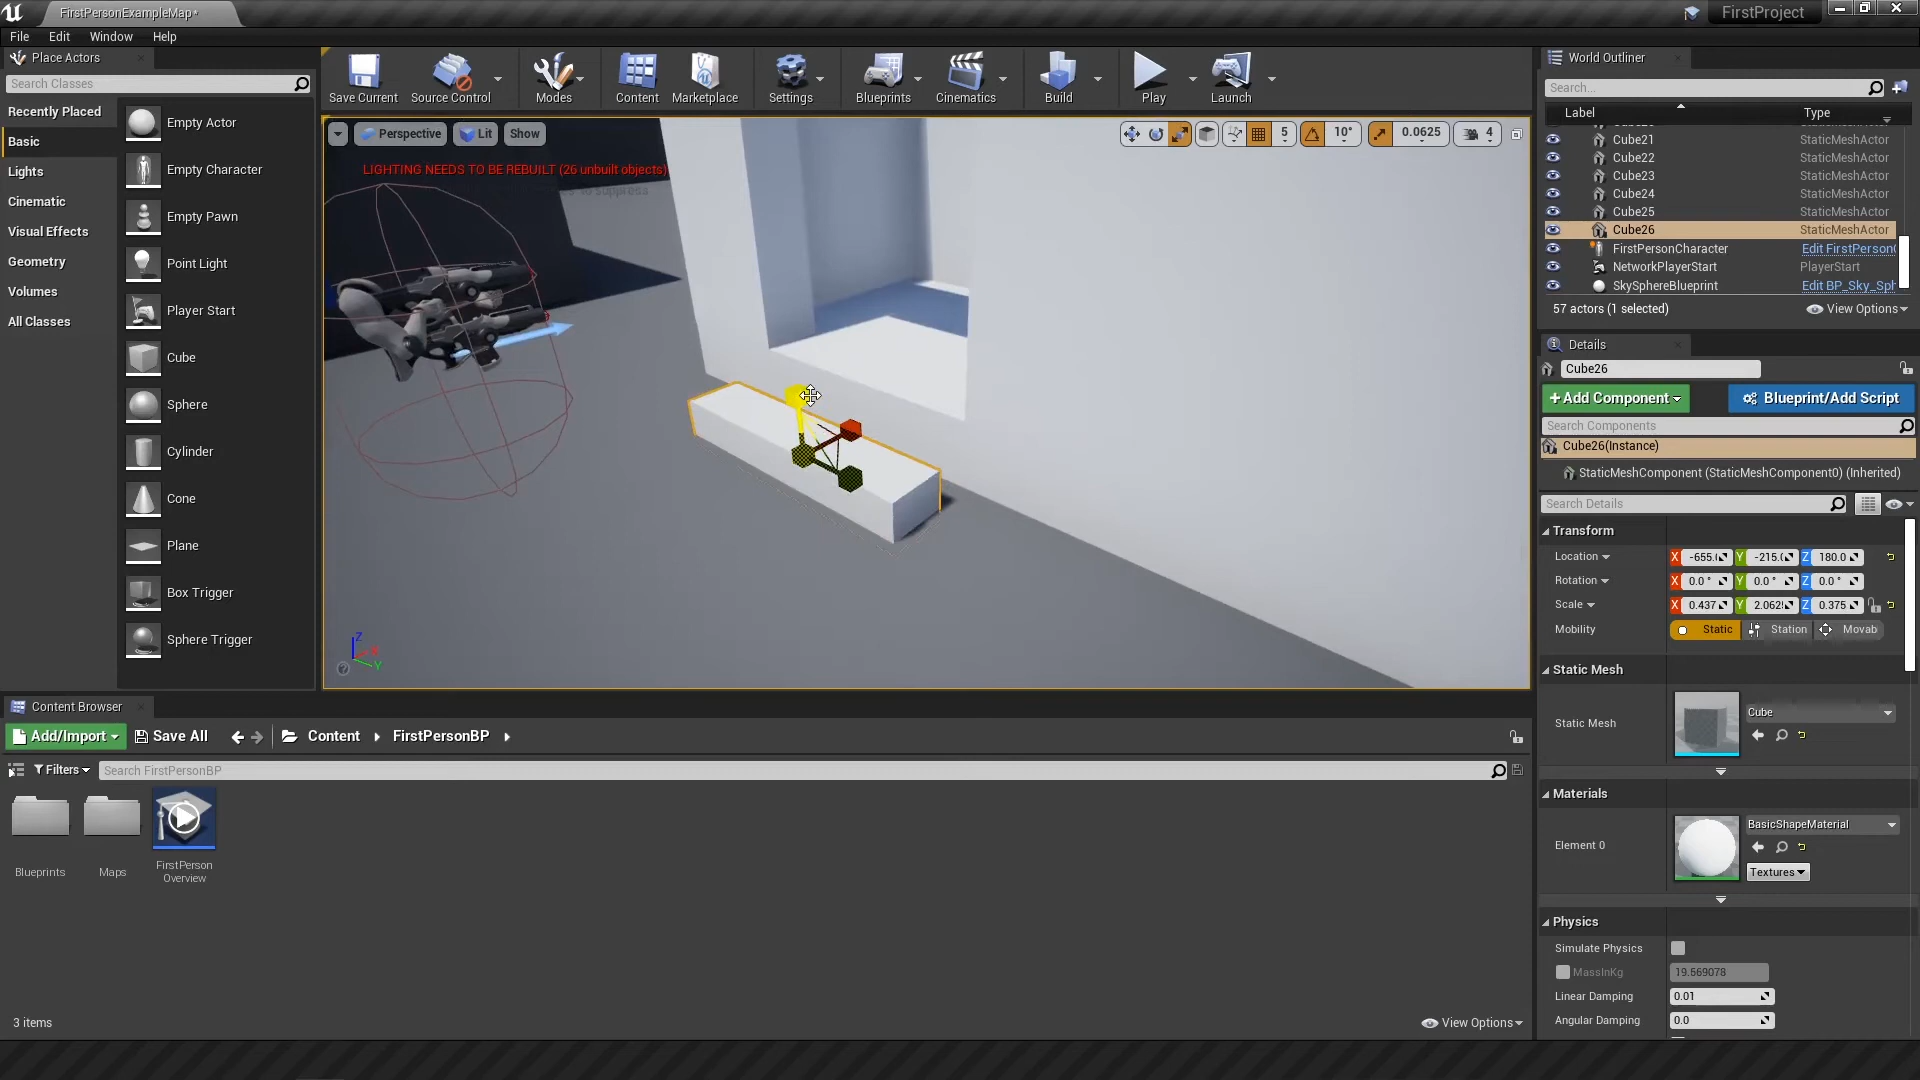 FirstPersonExampleMap*
FirstProject
File Edit Window Help
Place Actors
Search Classes
Recently Placed
Basic
Lights
Cinematic
Visual Effects
Geometry
Volumes
All Classes
Empty Actor
Empty Character
Empty Pawn
Point Light
Player Start
Cube
Sphere
Cylinder
Cone
Plane
Box Trigger
Sphere Trigger
Save Current
Source Control
Modes
Content
Marketplace
Settings
Blueprints
Cinematics
Build
Play
Launch
Perspective
Lit
Show
5
10°
0.0625
4
LIGHTING NEEDS TO BE REBUILT (26 unbuilt objects)
Z
X
Y
World Outliner
Search...
Label Type
Cube21 StaticMeshActor
Cube22 StaticMeshActor
Cube23 StaticMeshActor
Cube24 StaticMeshActor
Cube25 StaticMeshActor
Cube26 StaticMeshActor
FirstPersonCharacter Edit FirstPerson
NetworkPlayerStart PlayerStart
SkySphereBlueprint Edit BP_Sky_Sph
57 actors (1 selected)
View Options
Details
Cube26
+Add Component
Blueprint/Add Script
Search Components
Cube26(Instance)
StaticMeshComponent (StaticMeshComponent0) (Inherited)
Search Details
Transform
Location X -655. Y -215. Z 180.0
Rotation X 0.0 ° Y 0.0 ° Z 0.0 °
Scale X 0.437 Y 2.062 Z 0.375
Mobility Static Station Movab
Static Mesh
Static Mesh
Cube
Materials
Element 0
BasicShapeMaterial
Textures
Physics
Simulate Physics
MassInKg 19.569078
Linear Damping 0.01
Angular Damping 0.0
Content Browser
Add/Import
Save All
Content
FirstPersonBP
Filters
Search FirstPersonBP
Blueprints
Maps
FirstPerson
Overview
3 items
View Options